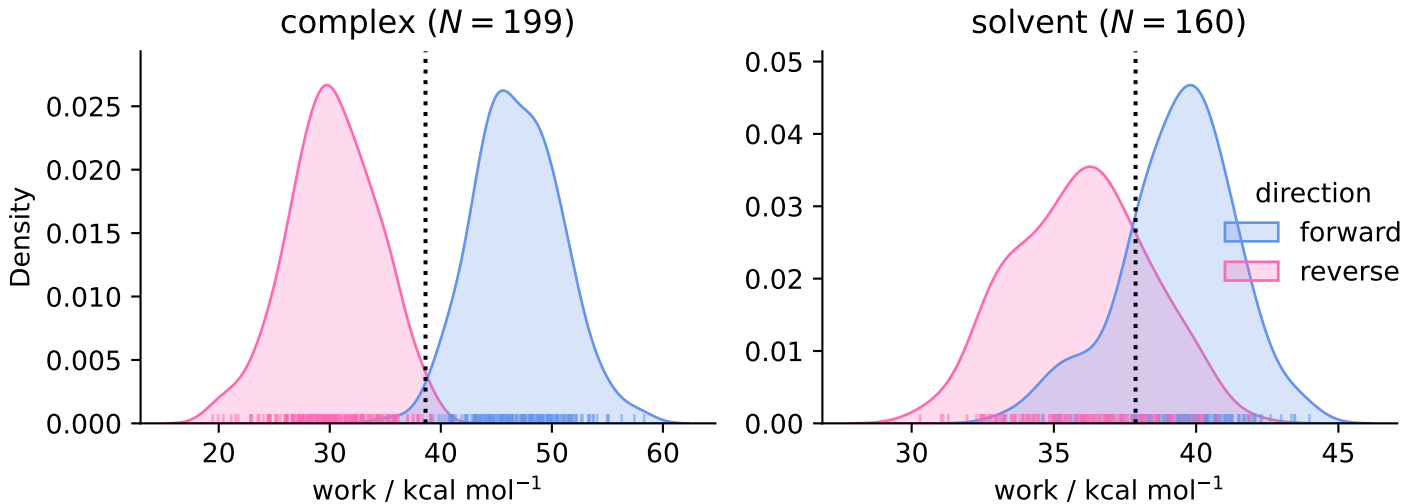 complex (N = 199)
Density
0.025
0.020
0.015
0.010
0.005
0.000
20 30 40 50 60
work / kcal mol⁻¹
solvent (N = 160)
0.05
0.04
0.03
0.02
0.01
0.00
30 35 40 45
work / kcal mol⁻¹
direction
forward
reverse